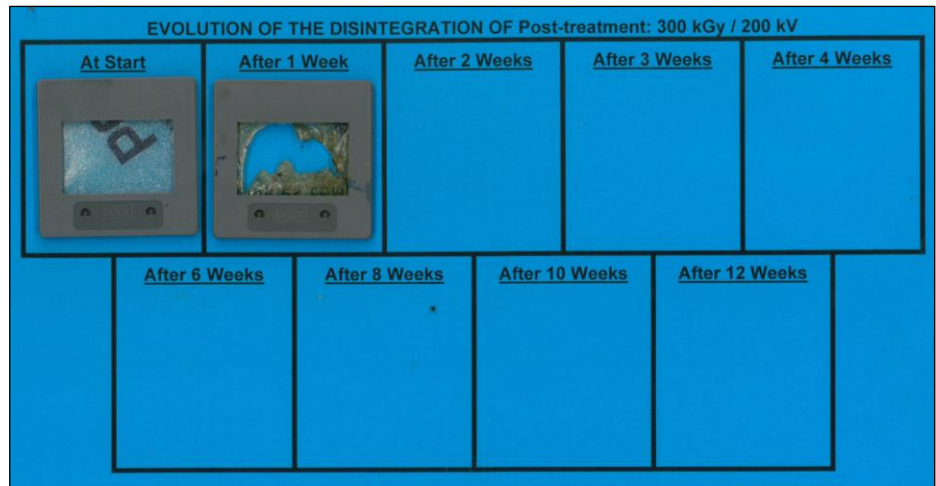 EVOLUTION OF THE DISINTEGRATION OF Post-treatment: 300 kGy / 200 kV
At Start
After 1 Week
After 2 Weeks
After 3 Weeks
After 4 Weeks
After 6 Weeks
After 8 Weeks
After 10 Weeks
After 12 Weeks